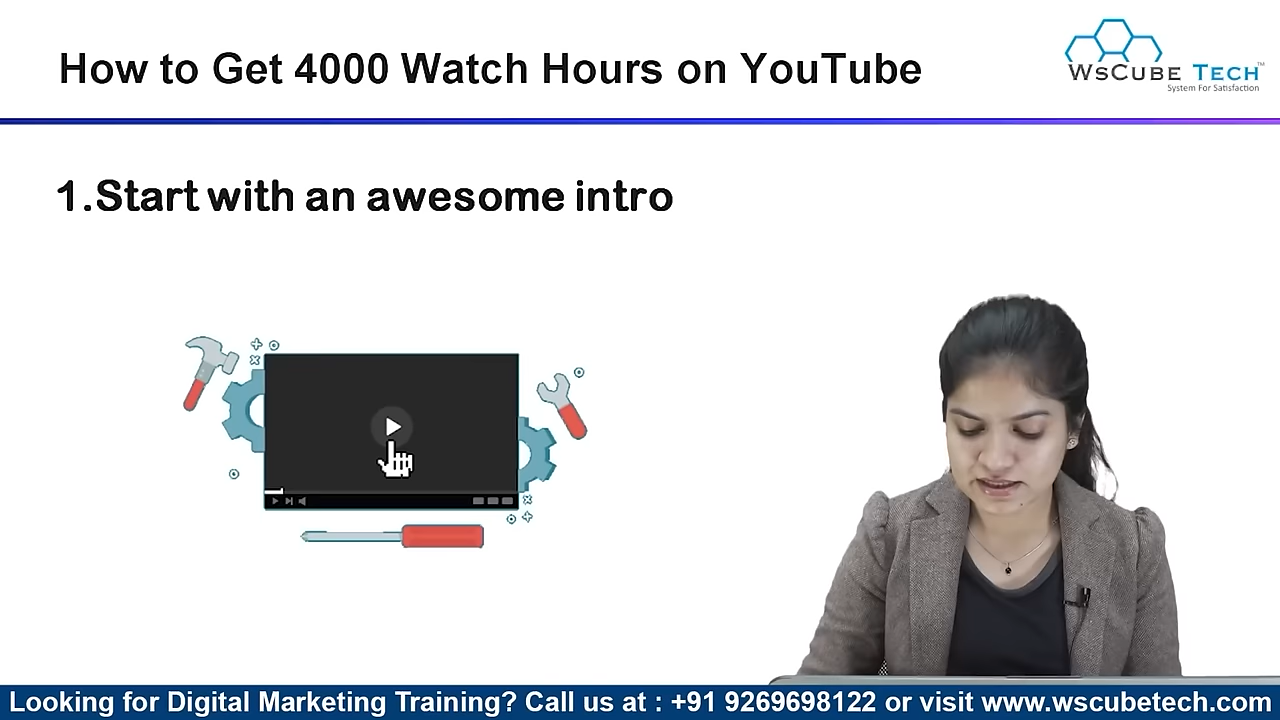 How to Get 4000 Watch Hours on YouTube
WSCUBE TECH™
System For Satisfaction
1.Start with an awesome intro
Looking for Digital Marketing Training? Call us at : +91 9269698122 or visit www.wscubetech.com